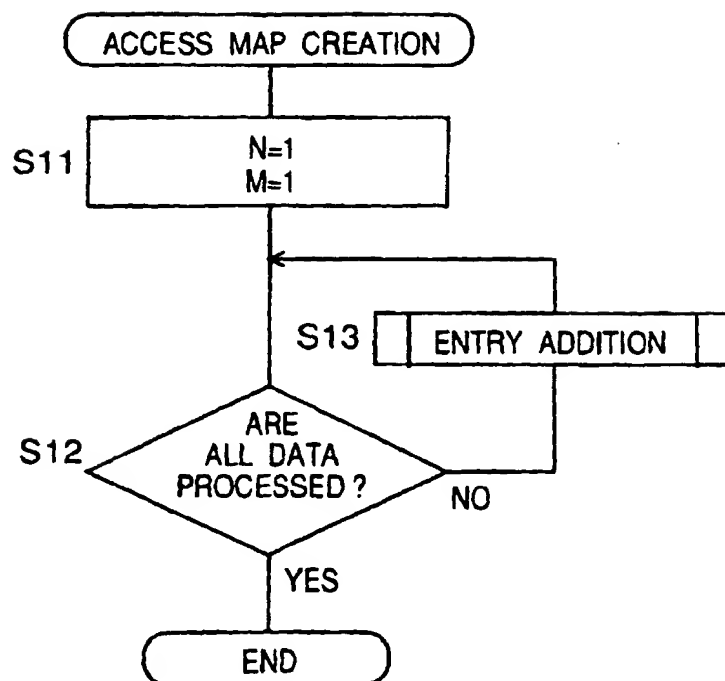 ACCESS MAP CREATION
S11
N=1
M=1
S13
ENTRY ADDITION
S12
ARE
ALL DATA
PROCESSED?
NO
YES
END